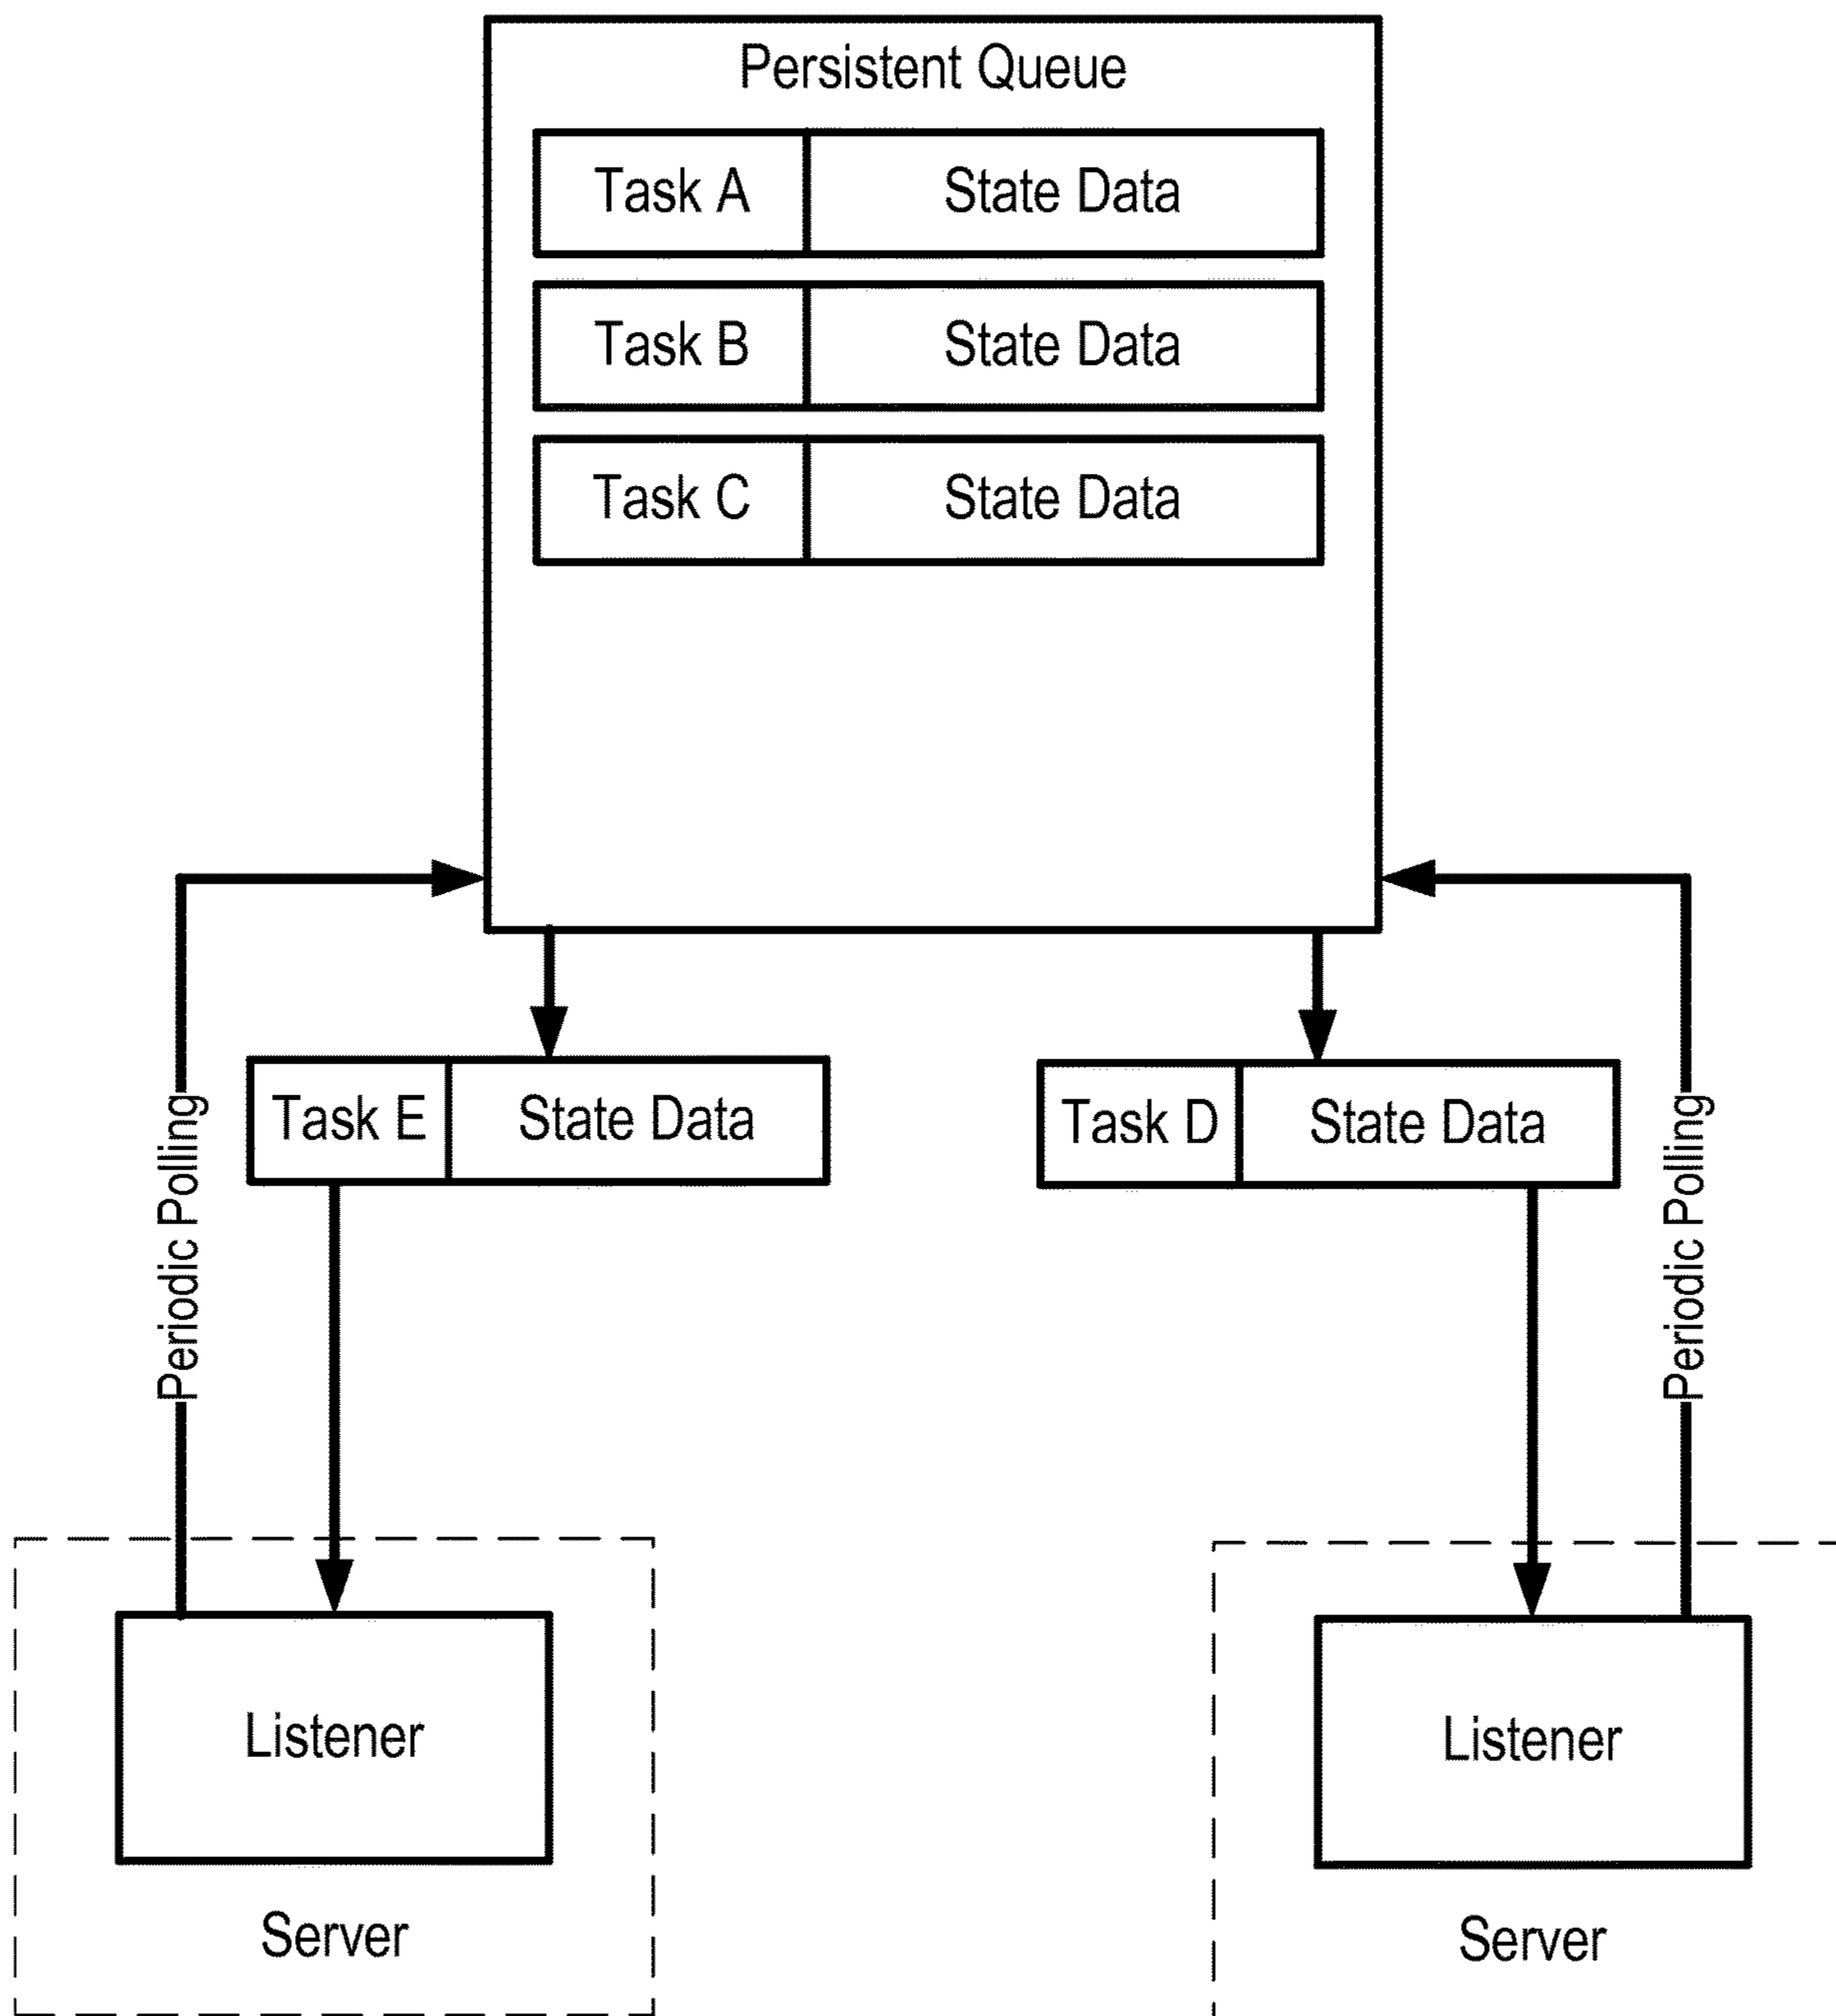 Persistent Queue
Task A State Data
Task B State Data
Task C State Data
Task E State Data
Task D State Data
Periodic Polling
Periodic Polling
Listener
Listener
Server
Server